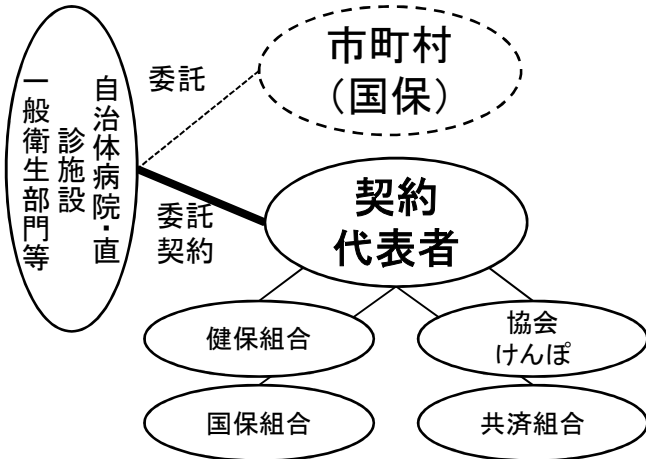 自治体病院・直
診施設
一般衛生部門等
委託
市町村
（国保）
委託
契約
契約
代表者
健保組合
協会
けんぽ
国保組合
共済組合